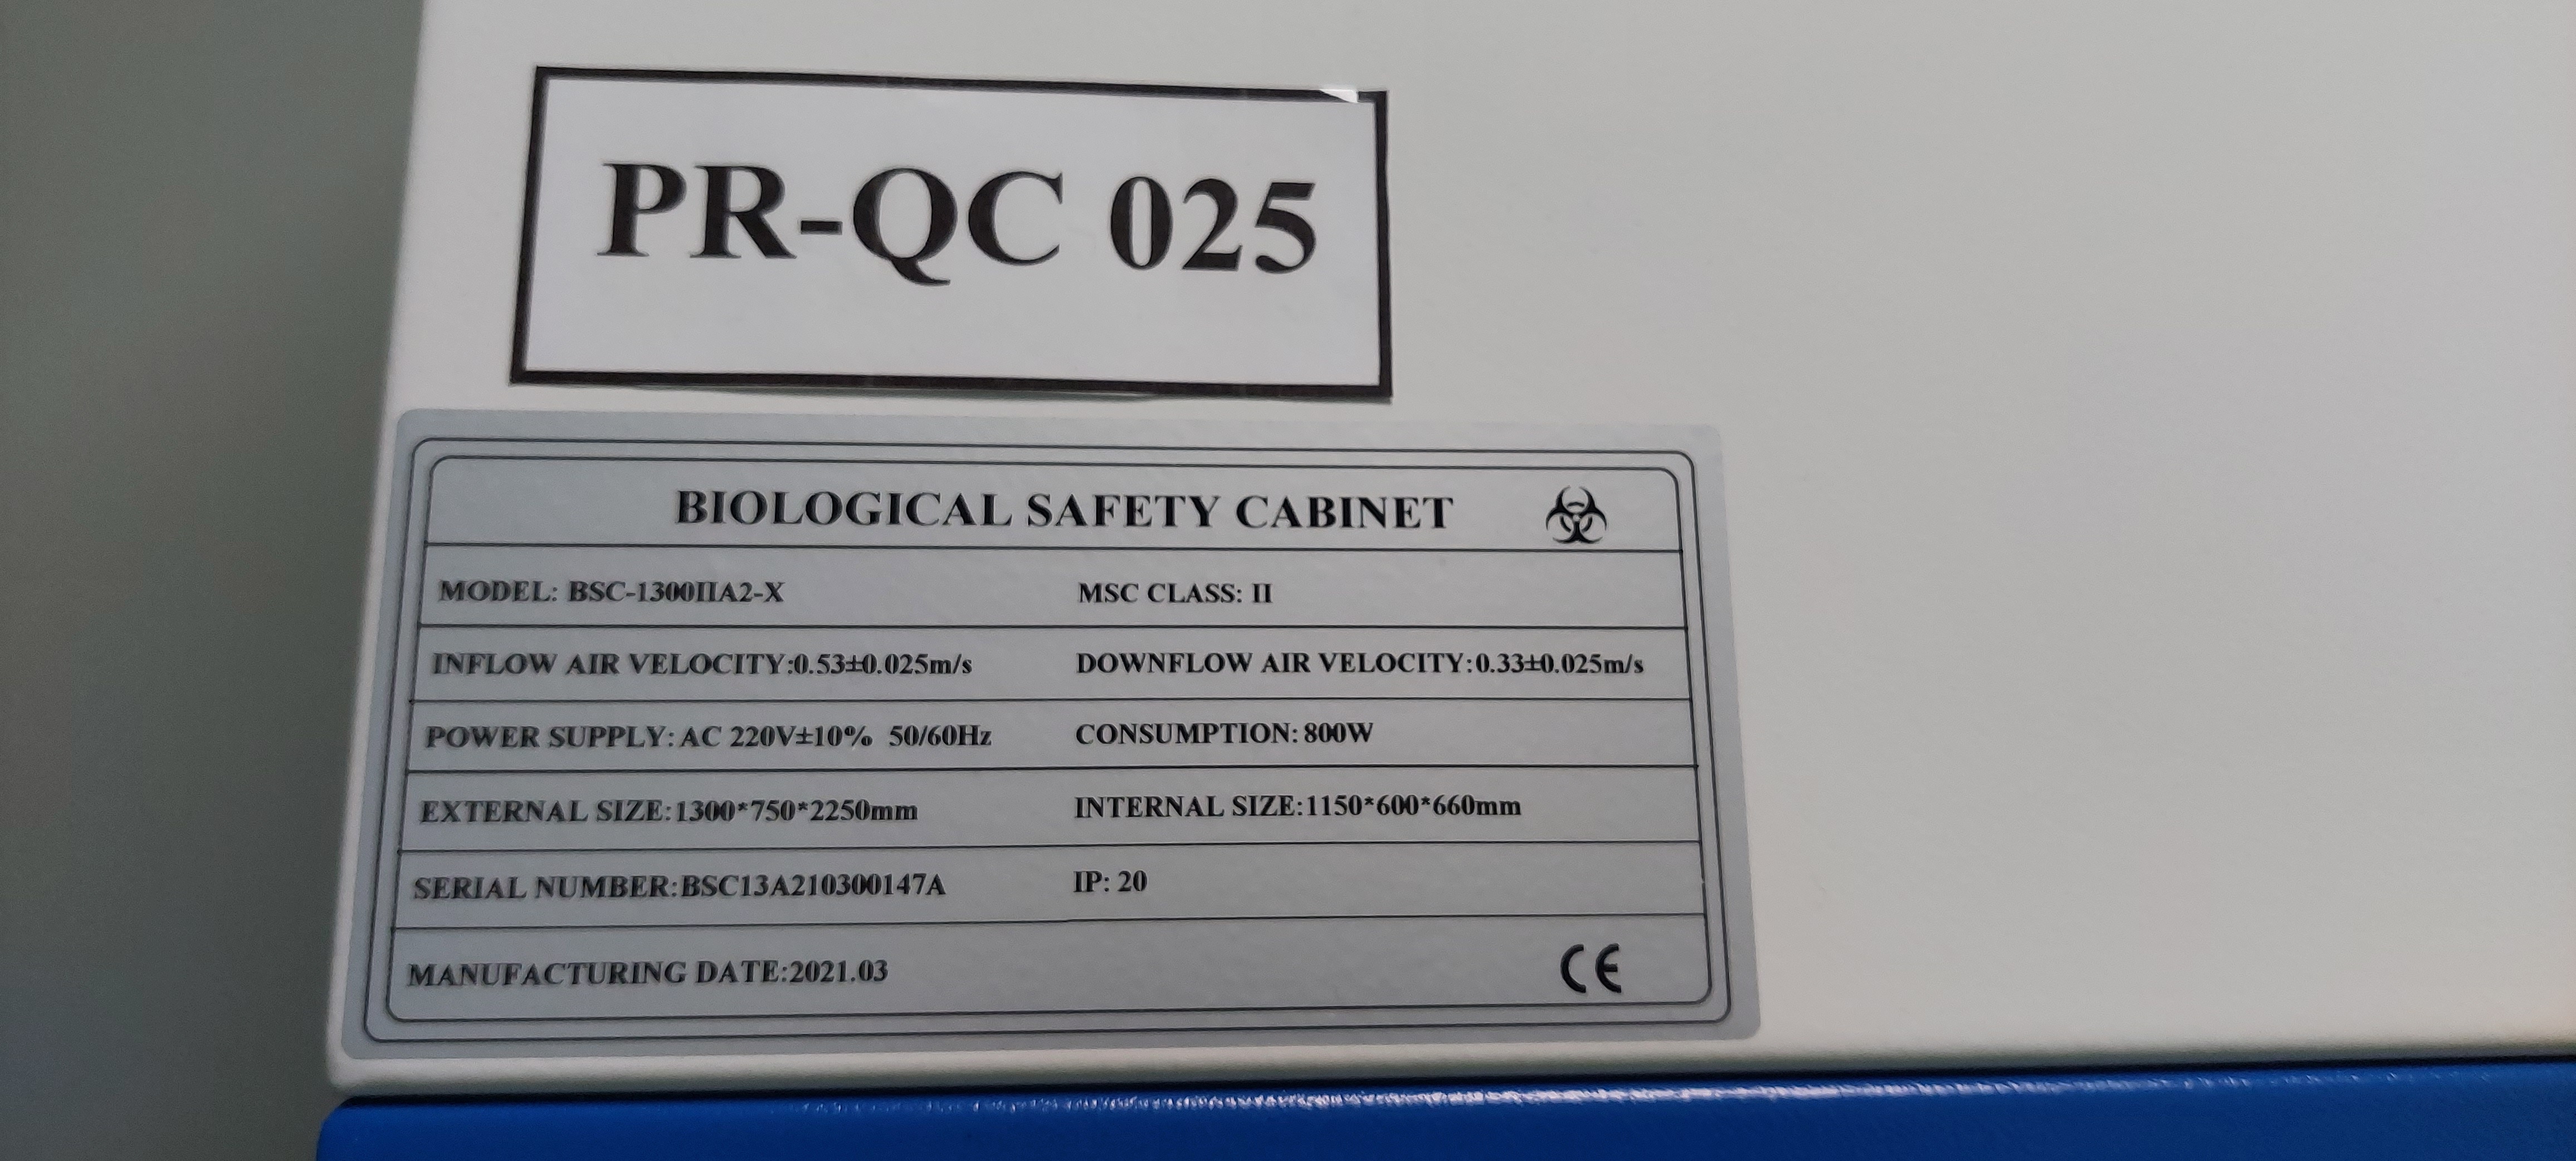 PR-QC 025
BIOLOGICAL SAFETY CABINET
MODEL: BSC-1300IIA2-X MSC CLASS: II
INFLOW AIR VELOCITY:0.53±0.025m/s DOWNFLOW AIR VELOCITY:0.33±0.025m/s
POWER SUPPLY:AC 220V±10% 50/60Hz CONSUMPTION:800W
EXTERNAL SIZE:1300*750*2250mm INTERNAL SIZE:1150*600*660mm
SERIAL NUMBER:BSC13A210300147A IP: 20
MANUFACTURING DATE:2021.03 CE